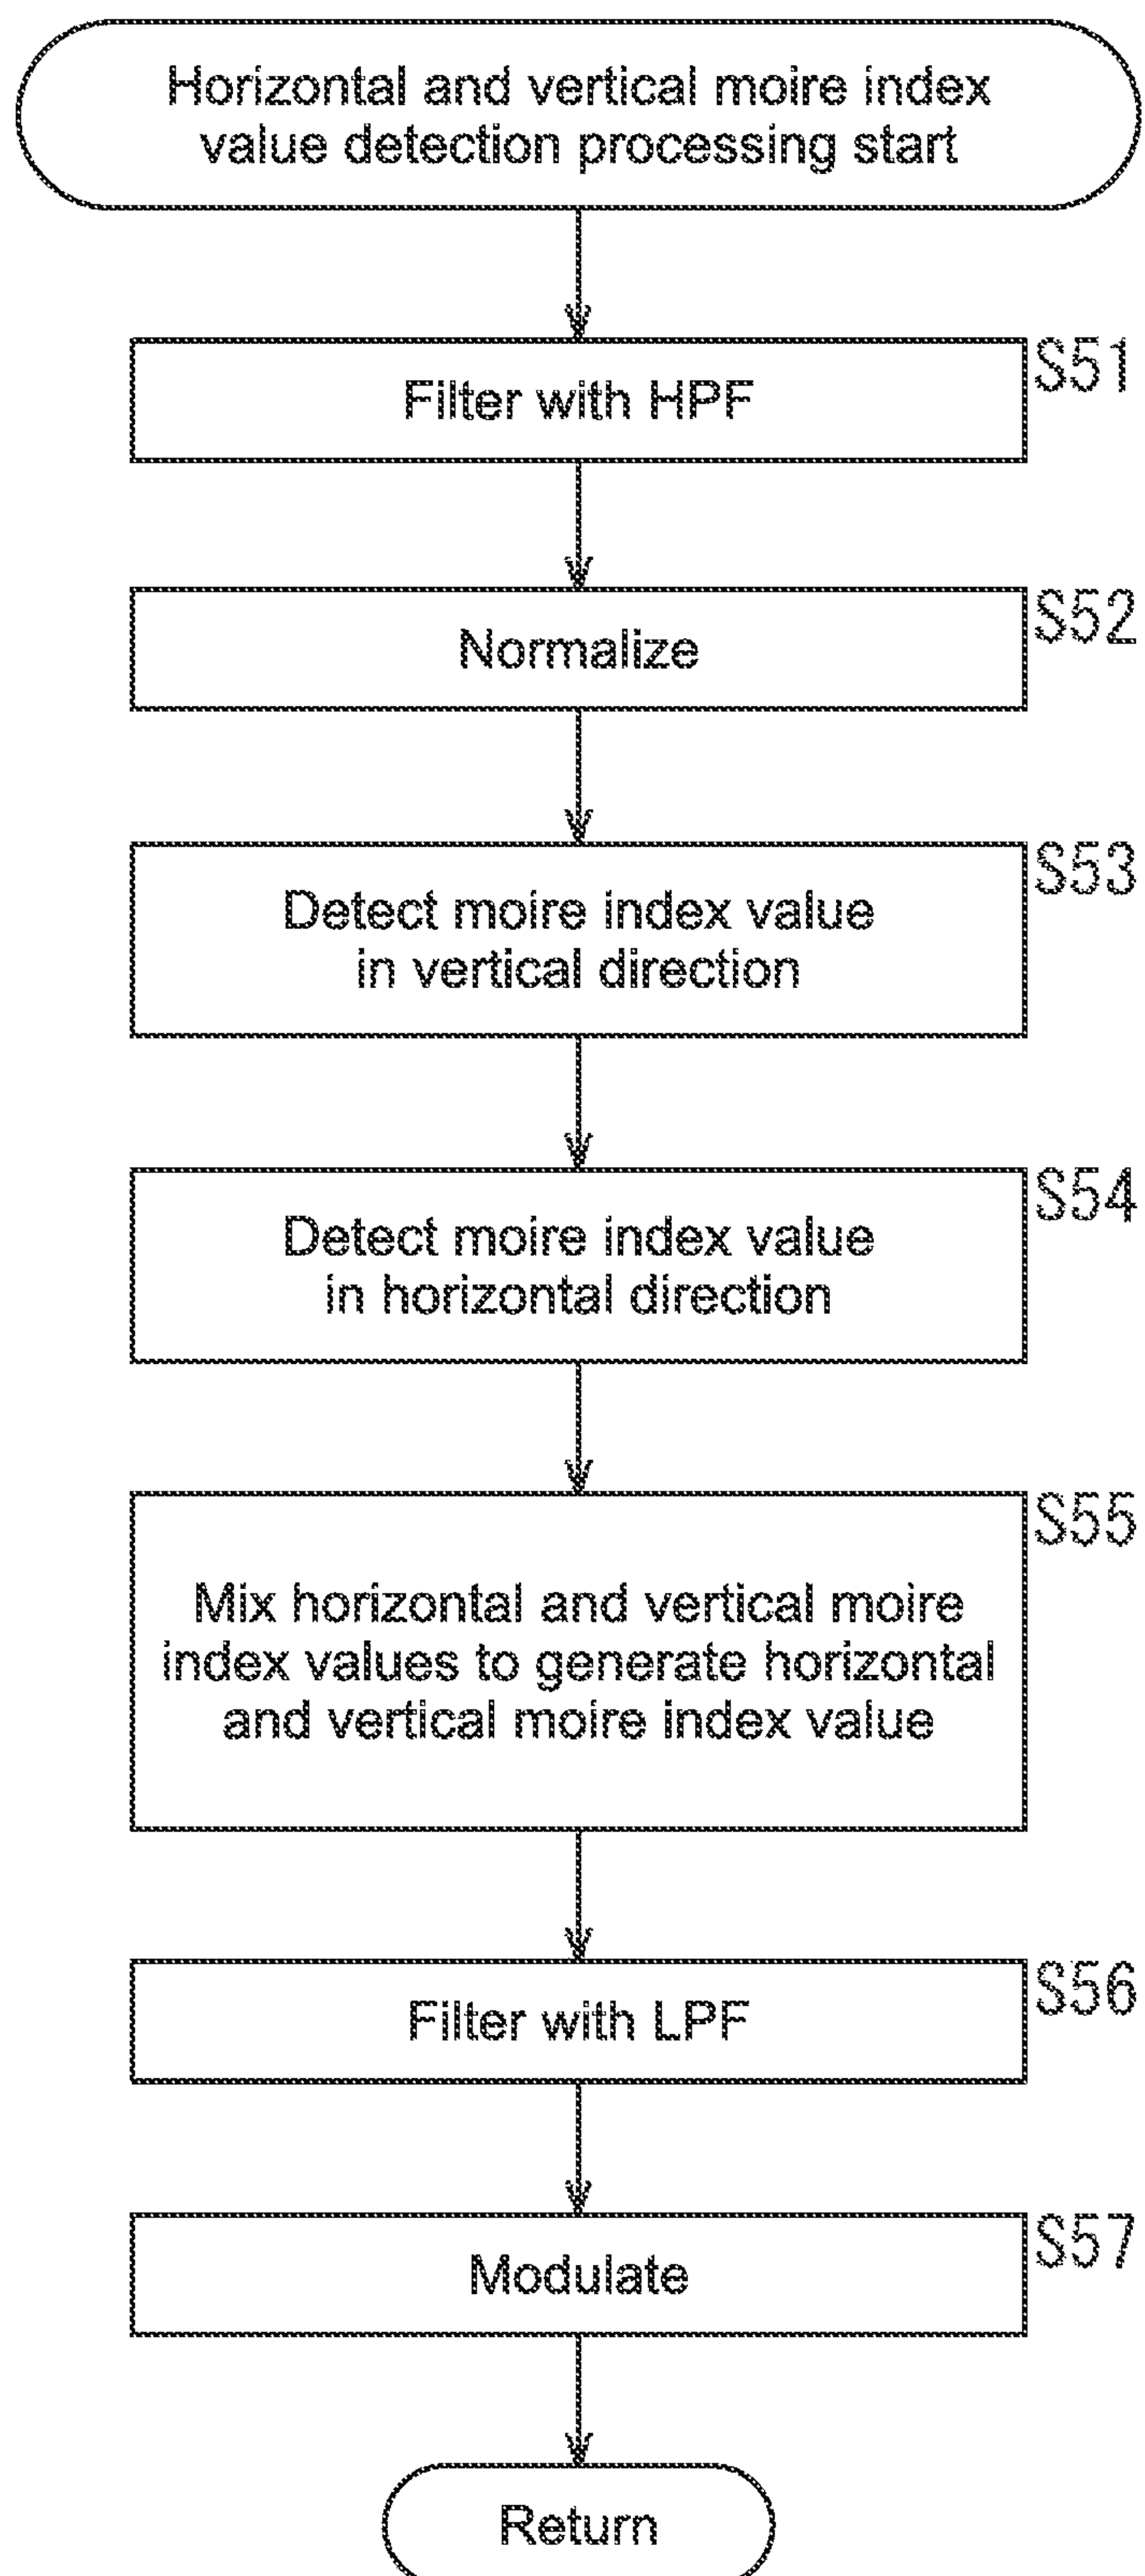 Horizontal and vertical moire index
value detection processing start
S51
Filter with HPF
S52
Normalize
S53
Detect moire index value
in vertical direction
S54
Detect moire index value
in horizontal direction
S55
Mix horizontal and vertical moire
index values to generate horizontal
and vertical moire index value
S56
Filter with LPF
S57
Modulate
Return